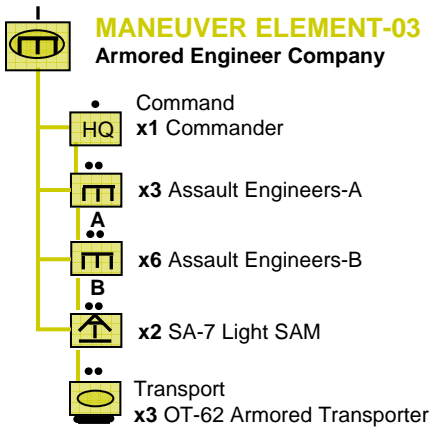 MANEUVER ELEMENT-03
Armored Engineer Company
Command
HQ x1 Commander
x3 Assault Engineers-A
A
x6 Assault Engineers-B
B
x2 SA-7 Light SAM
Transport
x3 OT-62 Armored Transporter